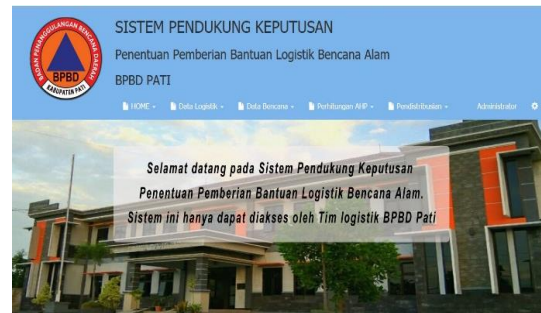 SISTEM PENDUKUNG KEPUTUSAN
Penentuan Pemberian Bantuan Logistik Bencana Alam
BPBD PATI
BADAN PENANGGULANGAN BENCANA DAERAH
BPBD
KABUPATEN PATI
HOME Data Logistik Data Bencana Perhitungan AHP Pendistribusian Administrator
Selamat datang pada Sistem Pendukung Keputusan
Penentuan Pemberian Bantuan Logistik Bencana Alam.
Sistem ini hanya dapat diakses oleh Tim logistik BPBD Pati